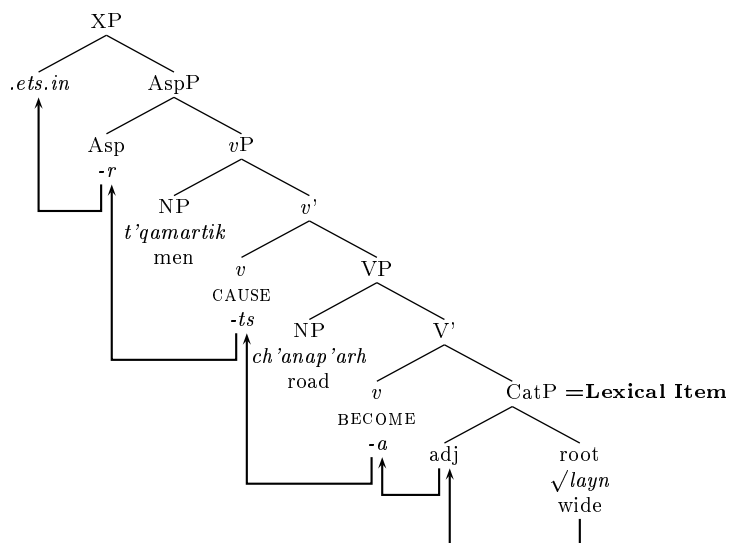 XP
.ets.in AspP
Asp vP
-r
NP v'
t'qamartik
men
v VP
CAUSE
-ts
NP V'
ch'anap'arh
road
v CatP =Lexical Item
BECOME
-a
adj root
√layn
wide